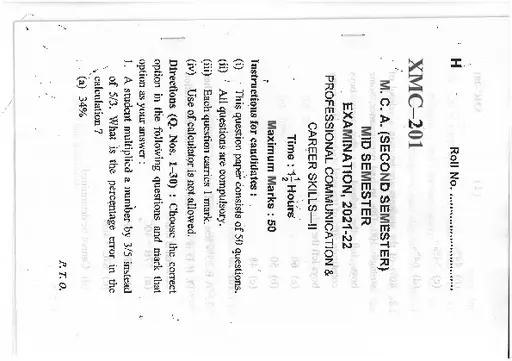 H
Roll No. ........................
XMC–201
M. C. A. (SECOND SEMESTER)
MID SEMESTER
EXAMINATION, 2021-22
PROFESSIONAL COMMUNICATION &
CAREER SKILLS—II
Time : 1½ Hours
Maximum Marks : 50
Instructions for candidates :
(i) This question paper consists of 50 questions.
(ii) All questions are compulsory.
(iii) Each question carries 1 mark.
(iv) Use of calculator is not allowed.
Directions (Q. Nos. 1–30) : Choose the correct
option in the following questions and mark that
option as your answer :
1. A student multiplied a number by 3/5 instead
of 5/3. What is the percentage error in the
calculation ?
(a) 34%
P. T. O.